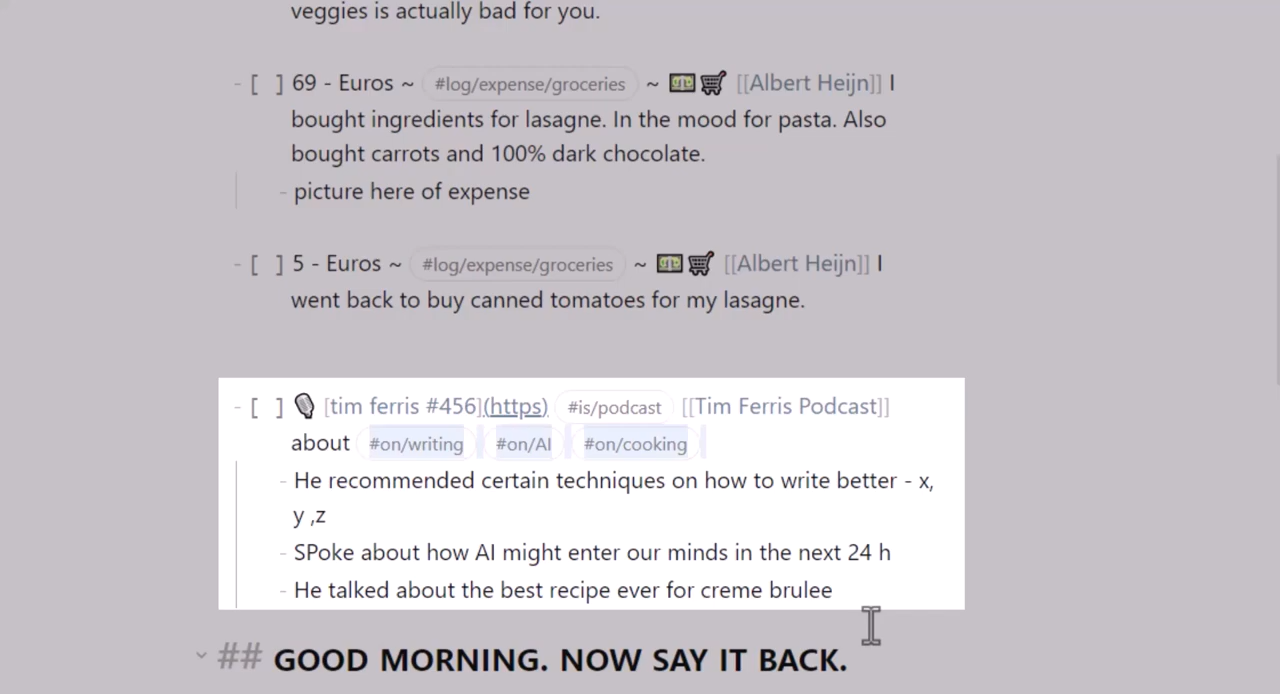 veggies is actually bad for you.
- [ ] 69 - Euros ~ #log/expense/groceries ~ 💵🛒 [[Albert Heijn]] I
bought ingredients for lasagne. In the mood for pasta. Also
bought carrots and 100% dark chocolate.
- picture here of expense
- [ ] 5 - Euros ~ #log/expense/groceries ~ 💵🛒 [[Albert Heijn]] I
went back to buy canned tomatoes for my lasagne.
- [ ] 🎙 [tim ferris #456](https) #is/podcast [[Tim Ferris Podcast]]
about #on/writing #on/AI #on/cooking
- He recommended certain techniques on how to write better - x,
y ,z
- SPoke about how AI might enter our minds in the next 24 h
- He talked about the best recipe ever for creme brulee
## GOOD MORNING. NOW SAY IT BACK.